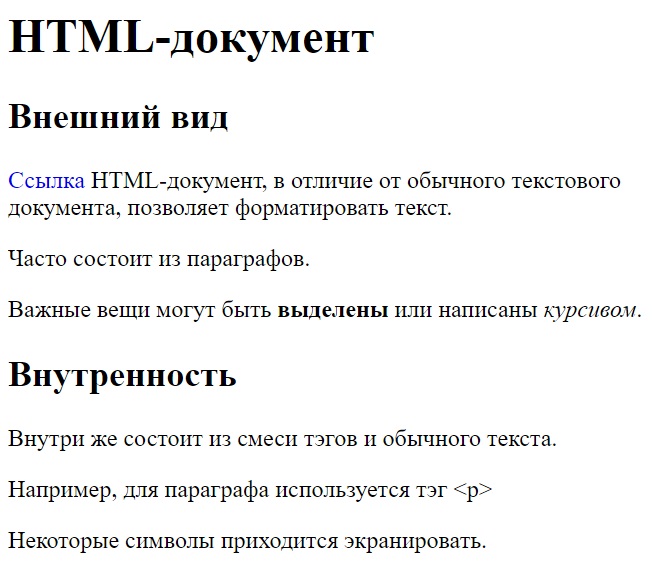 HTML-документ
Внешний вид
Ссылка HTML-документ, в отличие от обычного текстового
документа, позволяет форматировать текст.
Часто состоит из параграфов.
Важные вещи могут быть выделены или написаны курсивом.
Внутренность
Внутри же состоит из смеси тэгов и обычного текста.
Например, для параграфа используется тэг <p>
Некоторые символы приходится экранировать.